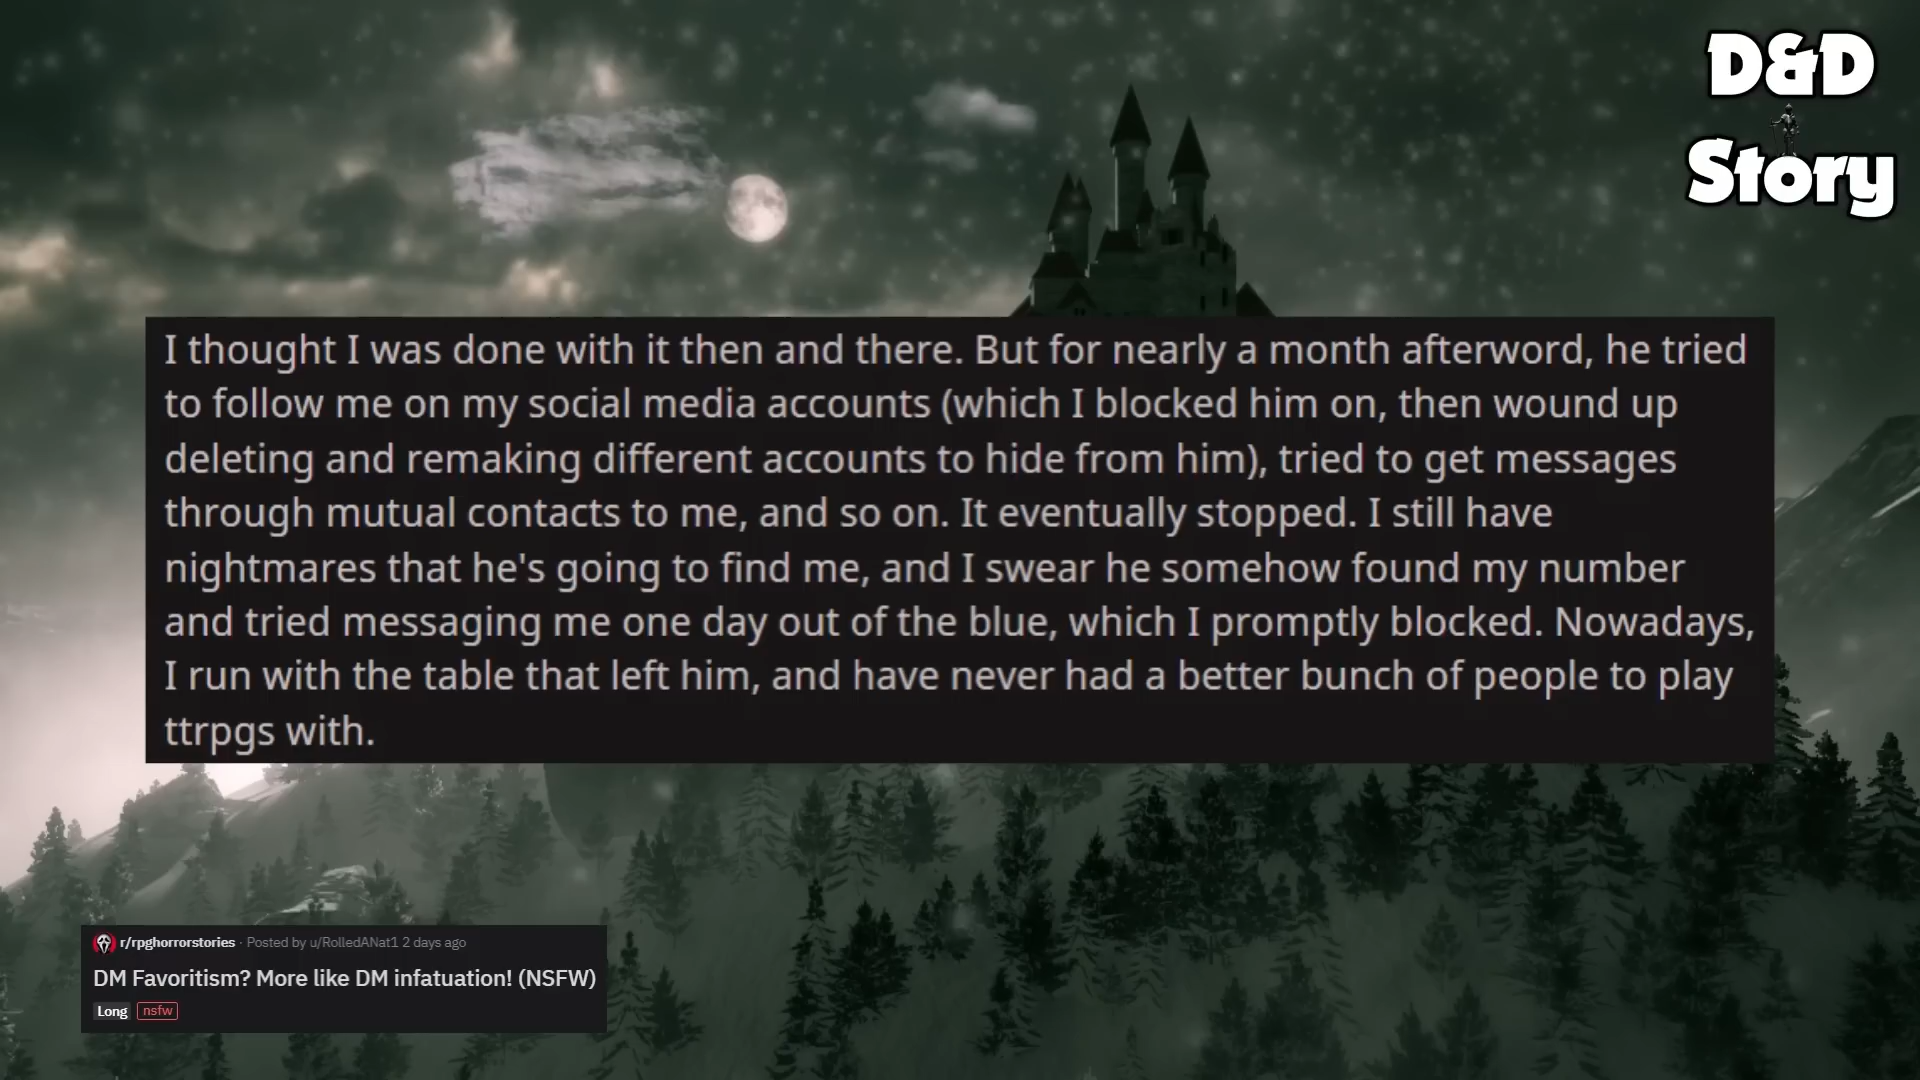 D&D
Story
I thought I was done with it then and there. But for nearly a month afterword, he tried
to follow me on my social media accounts (which I blocked him on, then wound up
deleting and remaking different accounts to hide from him), tried to get messages
through mutual contacts to me, and so on. It eventually stopped. I still have
nightmares that he's going to find me, and I swear he somehow found my number
and tried messaging me one day out of the blue, which I promptly blocked. Nowadays,
I run with the table that left him, and have never had a better bunch of people to play
ttrpgs with.
r/rpghorrorstories · Posted by u/RolledANat1 2 days ago
DM Favoritism? More like DM infatuation! (NSFW)
Long nsfw